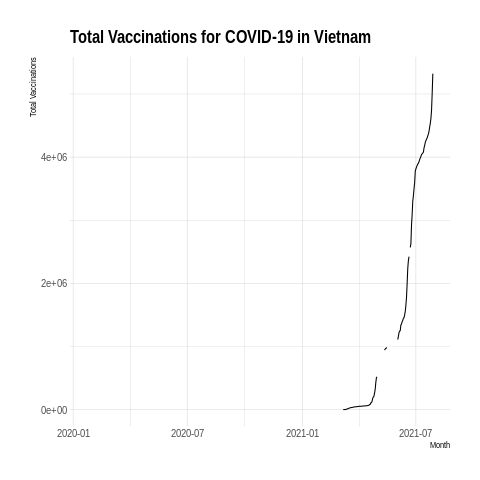 Total Vaccinations for COVID-19 in Vietnam
Total Vaccinations
4e+06
2e+06
0e+00
2020-01 2020-07 2021-01 2021-07
Month